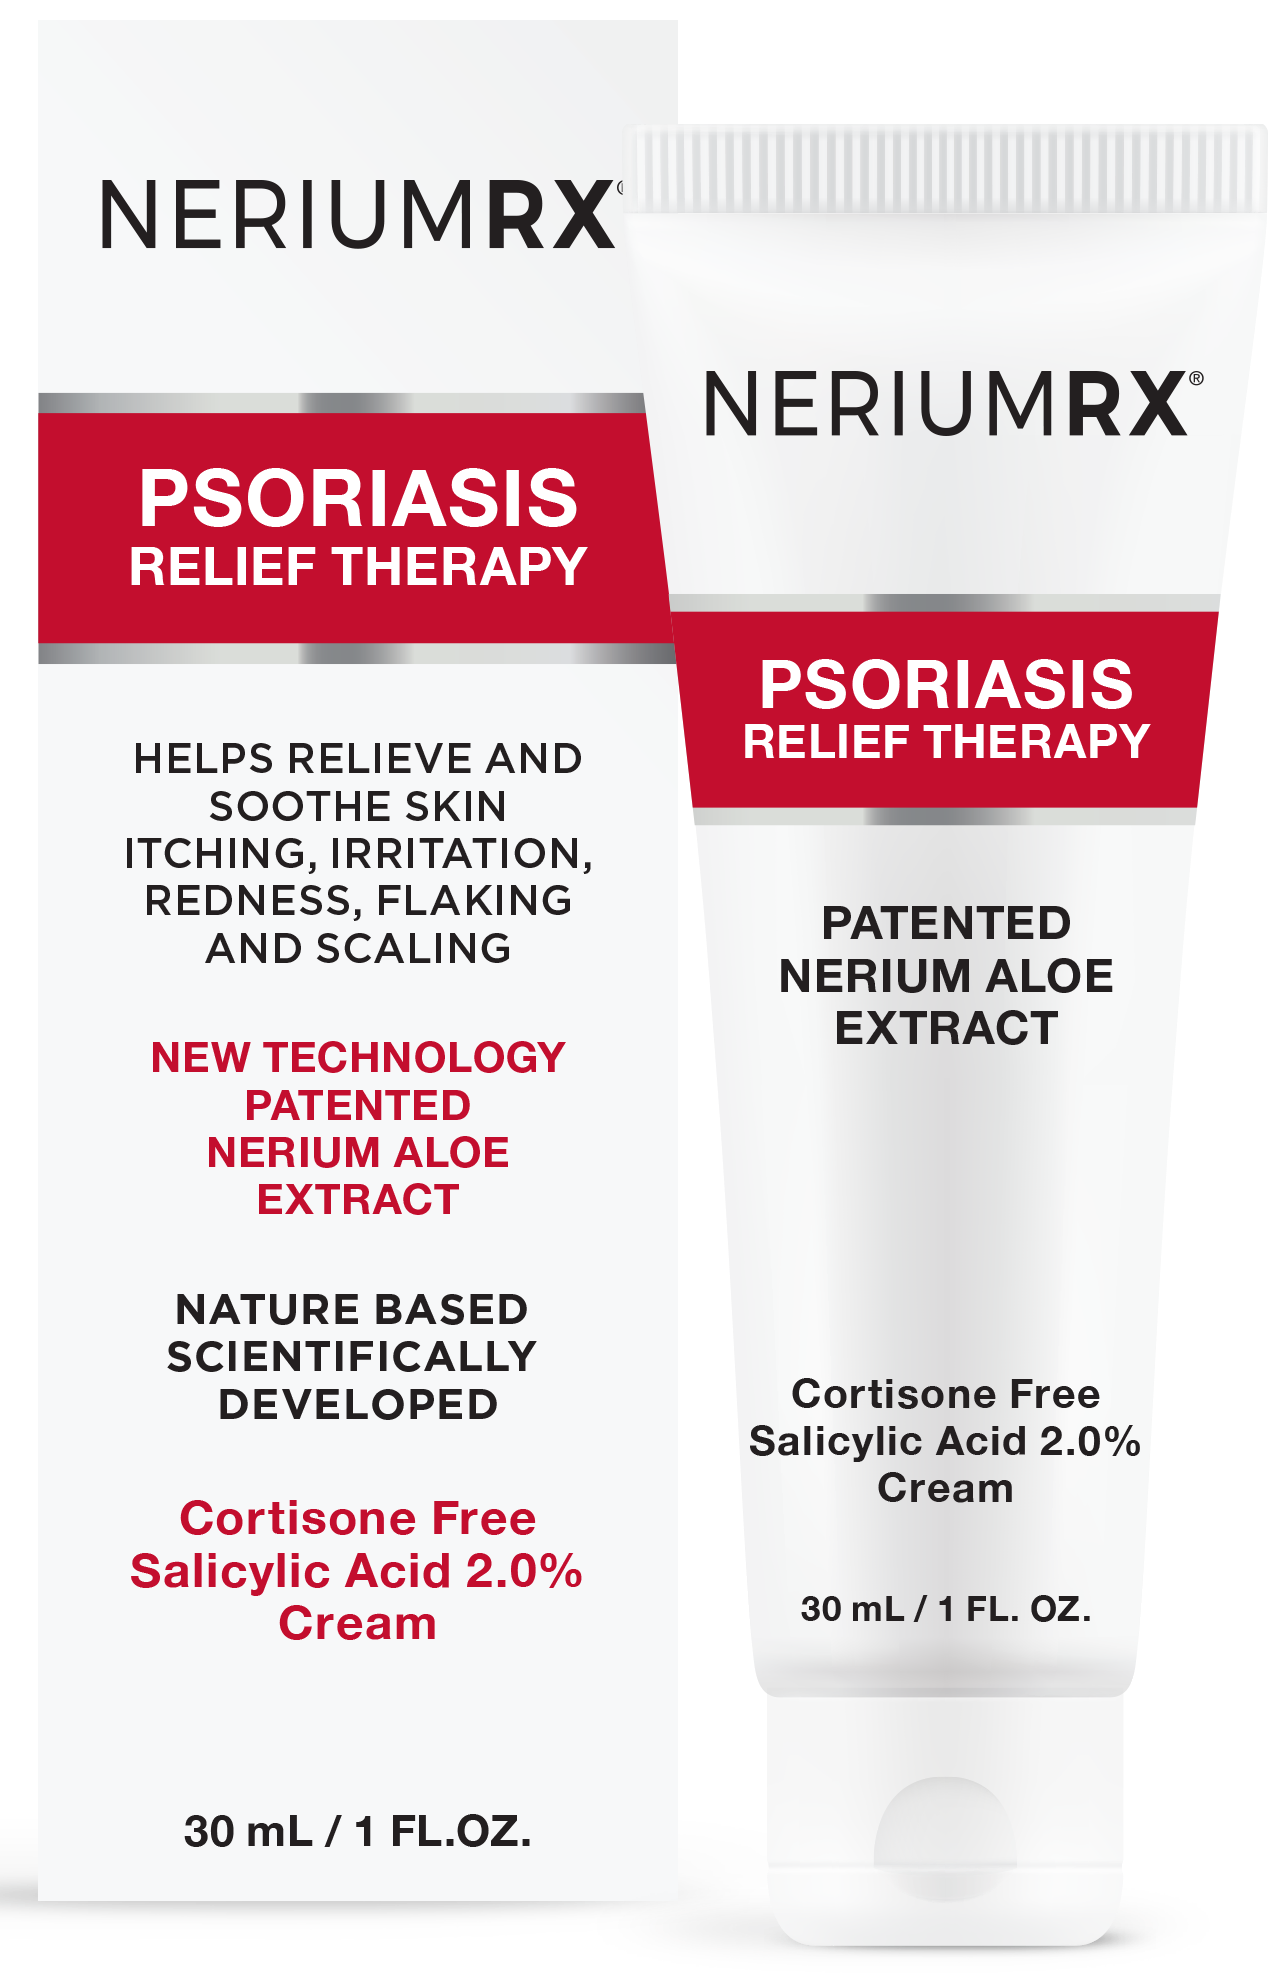 NERIUMRX®
PSORIASIS
RELIEF THERAPY
HELPS RELIEVE AND
SOOTHE SKIN
ITCHING, IRRITATION,
REDNESS, FLAKING
AND SCALING
NEW TECHNOLOGY
PATENTED
NERIUM ALOE
EXTRACT
NATURE BASED
SCIENTIFICALLY
DEVELOPED
Cortisone Free
Salicylic Acid 2.0%
Cream
30 mL / 1 FL.OZ.
NERIUMRX®
PSORIASIS
RELIEF THERAPY
PATENTED
NERIUM ALOE
EXTRACT
Cortisone Free
Salicylic Acid 2.0%
Cream
30 mL / 1 FL. OZ.